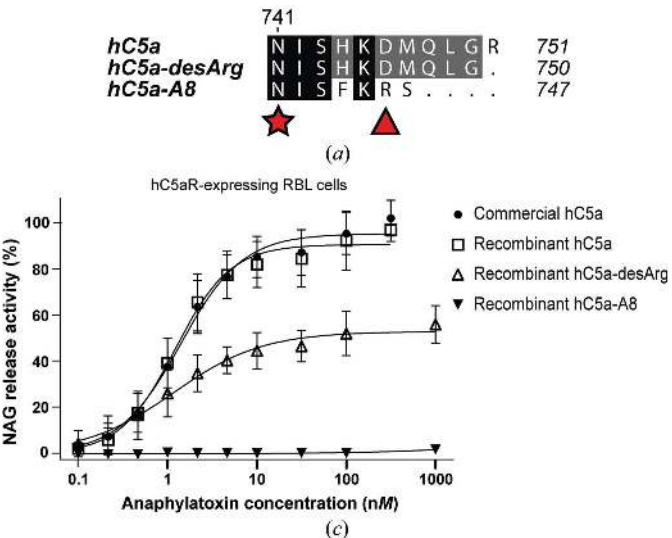 741
hC5a N I S H K D M Q L G R 751
hC5a-desArg N I S H K D M Q L G . 750
hC5a-A8 N I S F K R S . . . . 747
(a)
hC5aR-expressing RBL cells
NAG release activity (%)
100
80
60
40
20
0
0.1 1 10 100 1000
Anaphylatoxin concentration (nM)
Commercial hC5a
Recombinant hC5a
Recombinant hC5a-desArg
Recombinant hC5a-A8
(c)